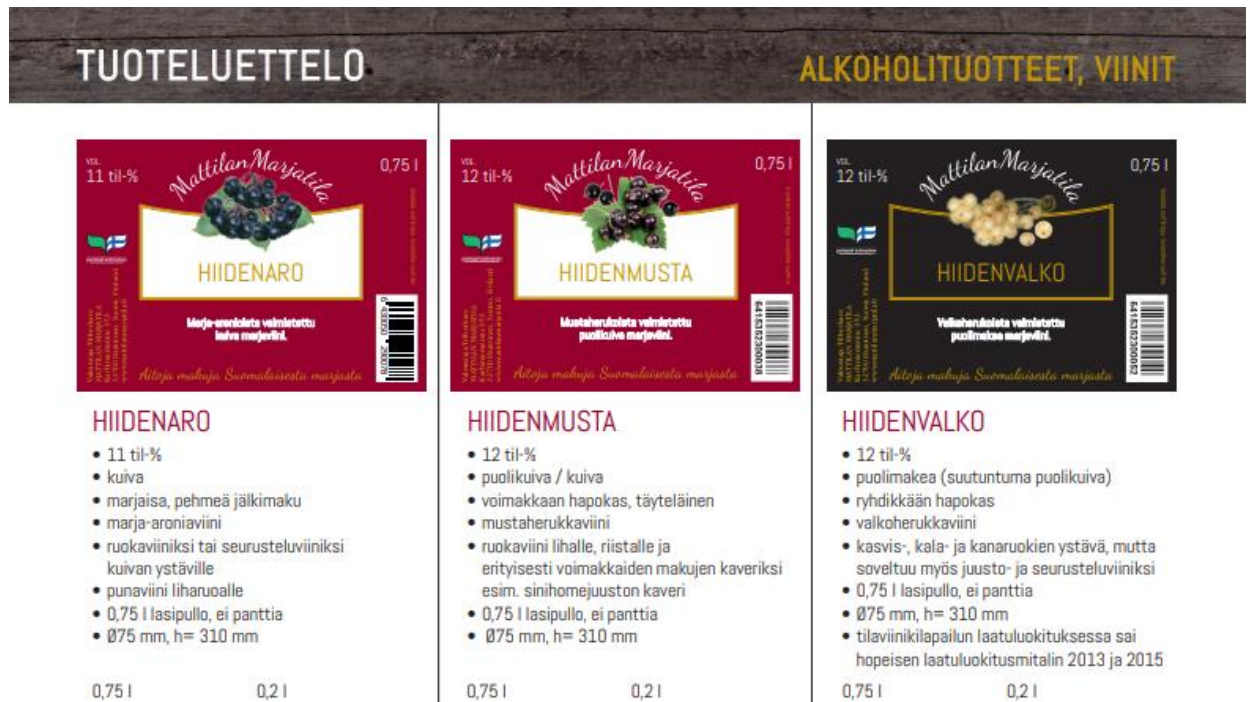 TUOTELUETTELO
ALKOHOLITUOTTEET, VIINIT
VOL.
11 til-%
Mattilan Marjatila
0,75 l
HIIDENARO
Marja-aroniasta valmistettu
kuiva marjaviini.
Aitoja makuja Suomalaisesta marjasta
VOL.
12 til-%
Mattilan Marjatila
0,75 l
HIIDENMUSTA
Mustaherukoista valmistettu
puolikuiva marjaviini.
6415352300038
Aitoja makuja Suomalaisesta marjasta
VOL.
12 til-%
Mattilan Marjatila
0,75 l
HIIDENVALKO
Valkoherukoista valmistettu
puolimakea marjaviini.
6415352300052
Aitoja makuja Suomalaisesta marjasta
HIIDENARO
• 11 til-%
• kuiva
• marjaisa, pehmeä jälkimaku
• marja-aroniaviini
• ruokaviiniksi tai seurusteluviiniksi
kuivan ystäville
• punaviini liharuoalle
• 0,75 l lasipullo, ei panttia
• Ø75 mm, h= 310 mm
0,75 l 0,2 l
HIIDENMUSTA
• 12 til-%
• puolikuiva / kuiva
• voimakkaan hapokas, täyteläinen
• mustaherukkaviini
• ruokaviini lihalle, riistalle ja
erityisesti voimakkaiden makujen kaveriksi
esim. sinihomejuuston kaveri
• 0,75 l lasipullo, ei panttia
• Ø75 mm, h= 310 mm
0,75 l 0,2 l
HIIDENVALKO
• 12 til-%
• puolimakea (suutuntuma puolikuiva)
• ryhdikkään hapokas
• valkoherukkaviini
• kasvis-, kala- ja kanaruokien ystävä, mutta
soveltuu myös juusto- ja seurusteluviiniksi
• 0,75 l lasipullo, ei panttia
• Ø75 mm, h= 310 mm
• tilaviinikilapailun laatuluokituksessa sai
hopeisen laatuluokitusmitalin 2013 ja 2015
0,75 l 0,2 l